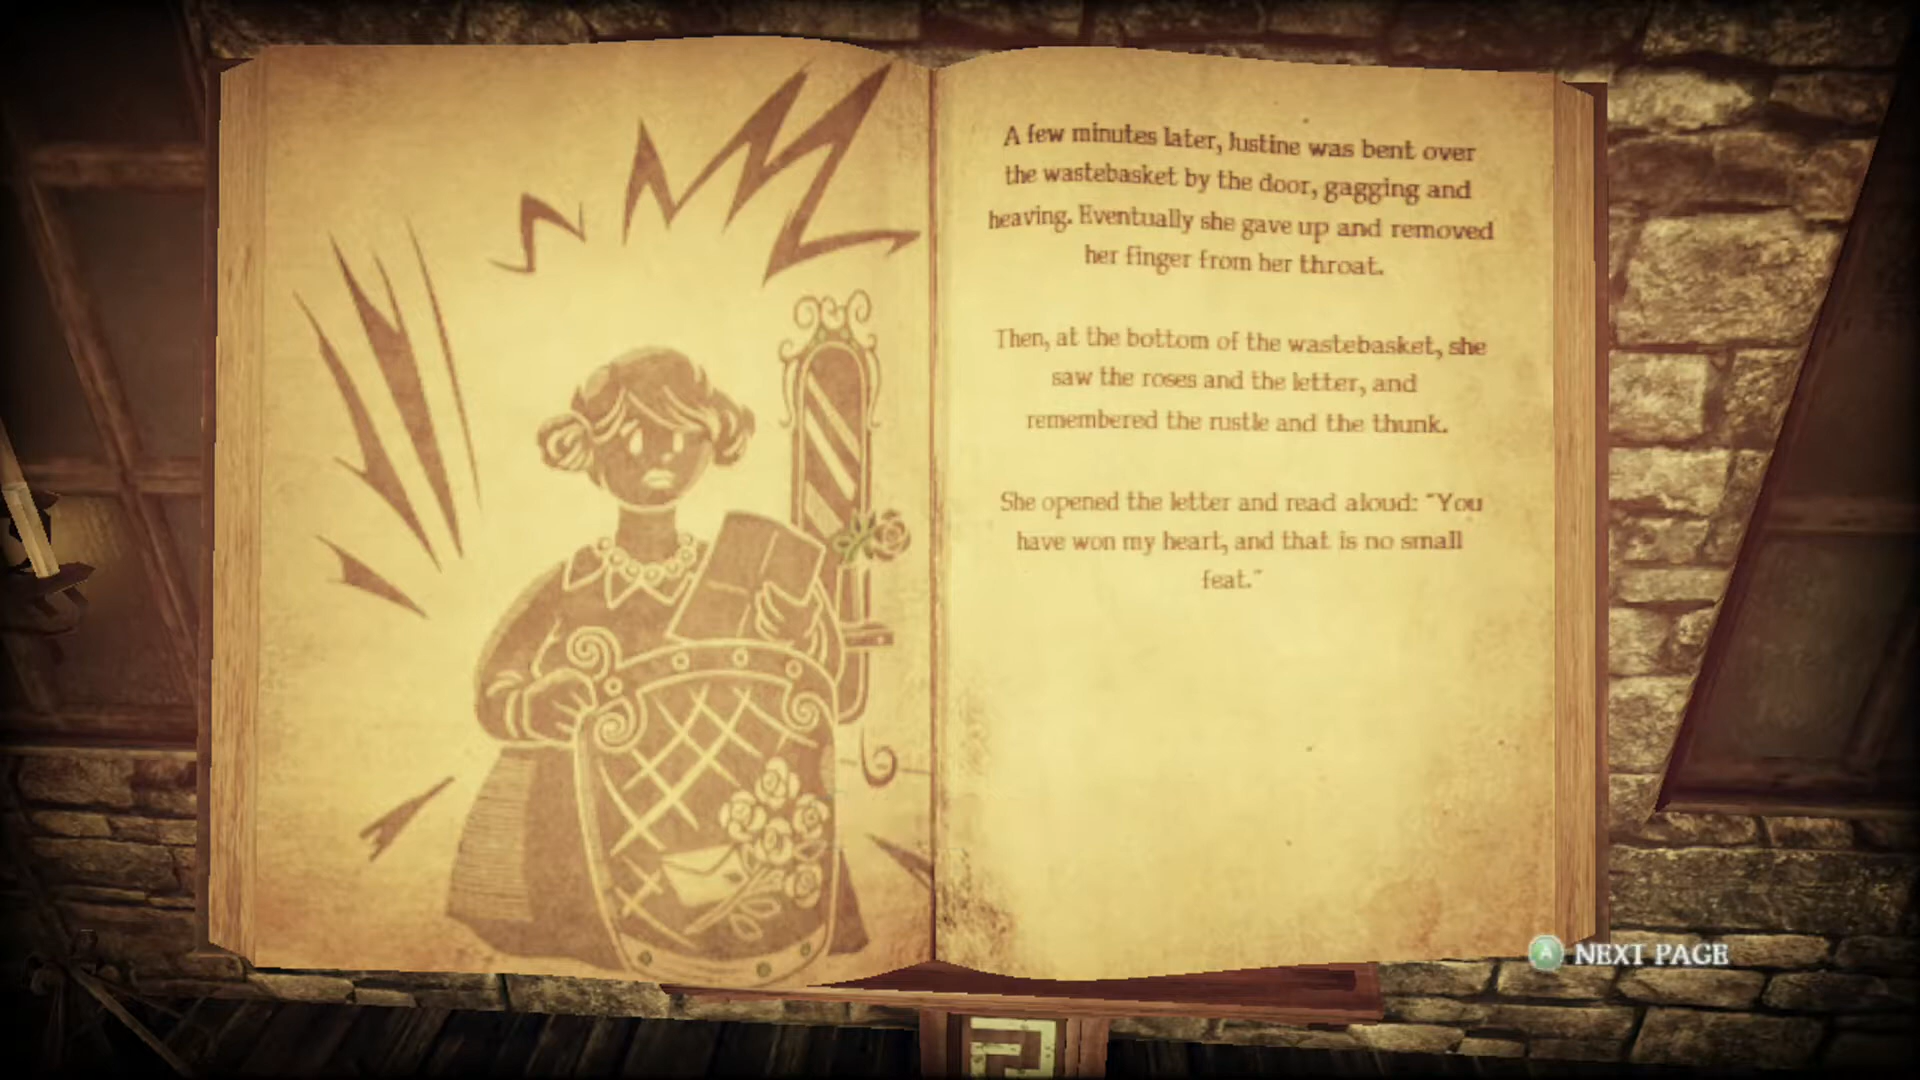 A few minutes later, Justine was bent over
the wastebasket by the door, gagging and
heaving. Eventually she gave up and removed
her finger from her throat.
Then, at the bottom of the wastebasket, she
saw the roses and the letter, and
remembered the rustle and the thunk.
She opened the letter and read aloud: "You
have won my heart, and that is no small
feat."
A NEXT PAGE